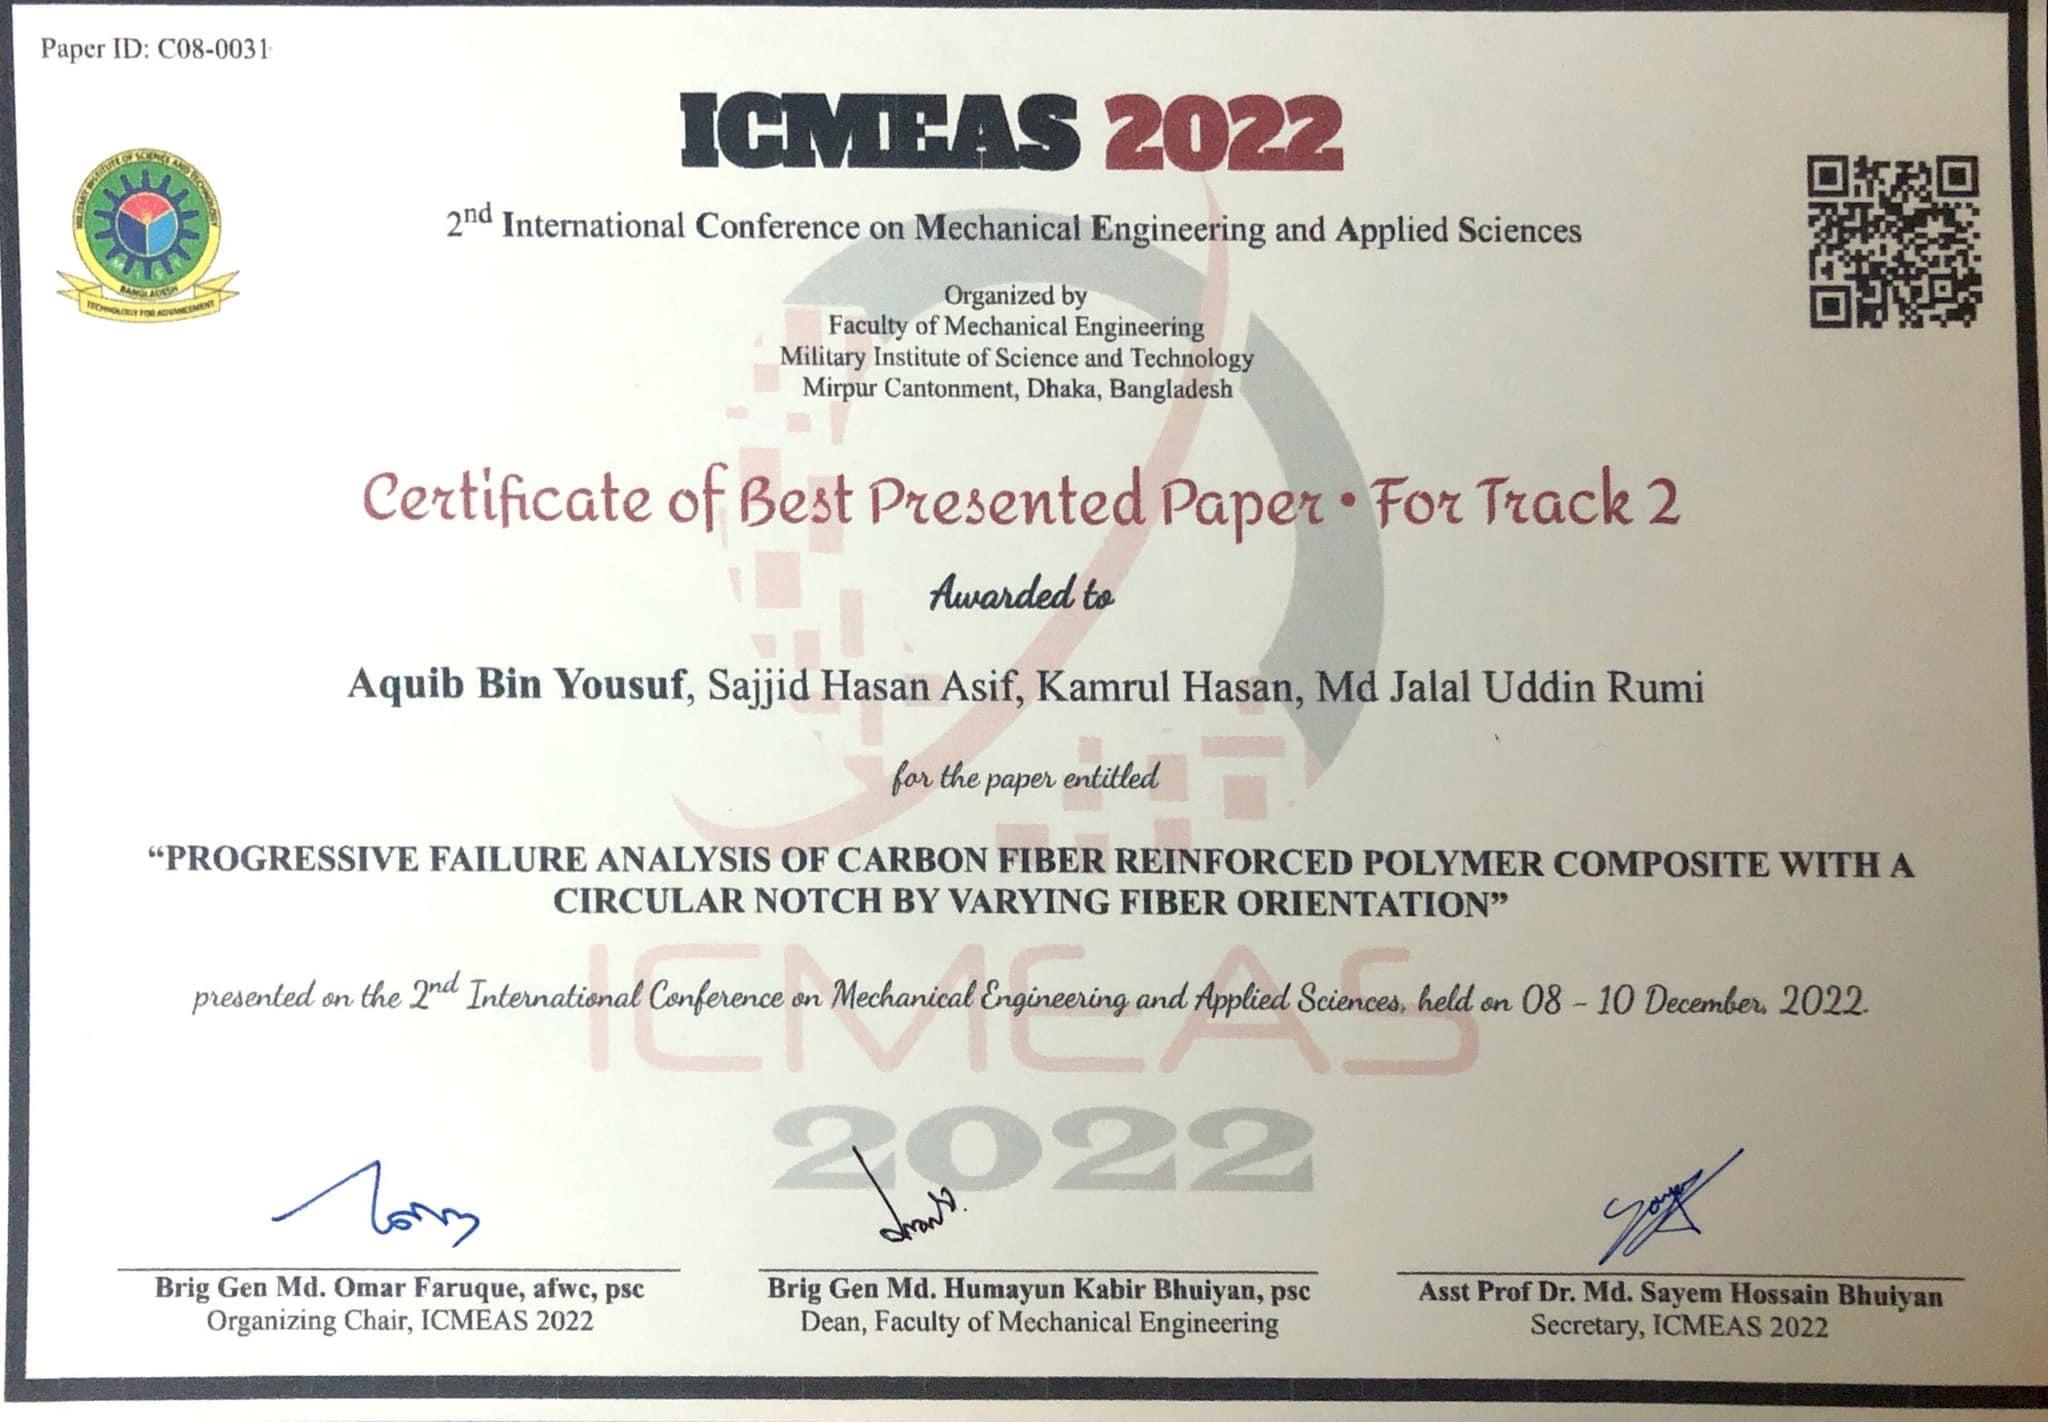 Paper ID: C08-0031
ICMEAS 2022
2nd International Conference on Mechanical Engineering and Applied Sciences
MILITARY INSTITUTE OF SCIENCE AND TECHNOLOGY
MIST
BANGLADESH
TECHNOLOGY FOR ADVANCEMENT
Organized by
Faculty of Mechanical Engineering
Military Institute of Science and Technology
Mirpur Cantonment, Dhaka, Bangladesh
Certificate of Best Presented Paper • For Track 2
Awarded to
Aquib Bin Yousuf, Sajjid Hasan Asif, Kamrul Hasan, Md Jalal Uddin Rumi
for the paper entitled
“PROGRESSIVE FAILURE ANALYSIS OF CARBON FIBER REINFORCED POLYMER COMPOSITE WITH A
CIRCULAR NOTCH BY VARYING FIBER ORIENTATION”
presented on the 2nd International Conference on Mechanical Engineering and Applied Sciences, held on 08 – 10 December, 2022.
ICMEAS
2022
Brig Gen Md. Omar Faruque, afwc, psc
Organizing Chair, ICMEAS 2022
Brig Gen Md. Humayun Kabir Bhuiyan, psc
Dean, Faculty of Mechanical Engineering
Asst Prof Dr. Md. Sayem Hossain Bhuiyan
Secretary, ICMEAS 2022